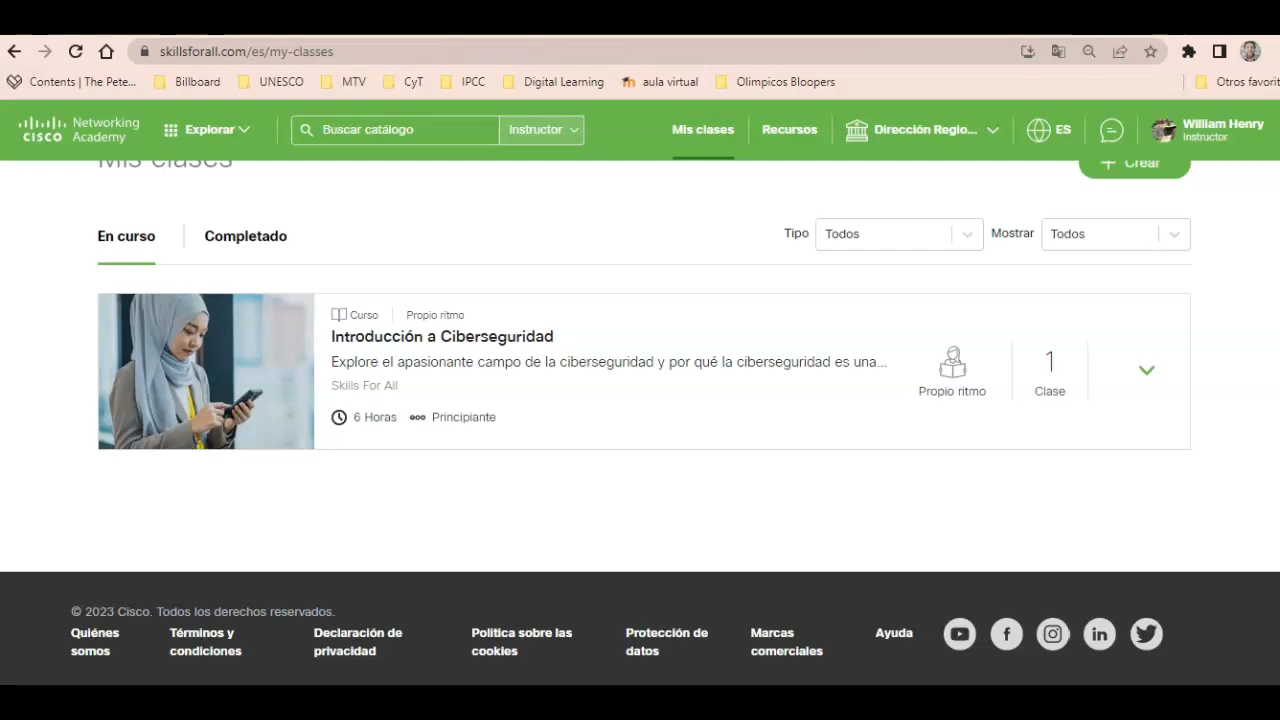 skillsforall.com/es/my-classes
Contents | The Pete... Billboard UNESCO MTV CyT IPCC Digital Learning aula virtual Olimpicos Bloopers Otros favorit
CISCO Networking Academy Explorar Buscar catálogo Instructor Mis clases Recursos Dirección Regio... ES William Henry
Instructor
Mis clases Crear
En curso Completado Tipo Todos Mostrar Todos
Curso Propio ritmo
Introducción a Ciberseguridad
Explore el apasionante campo de la ciberseguridad y por qué la ciberseguridad es una...
Skills For All
6 Horas Principiante
Propio ritmo
1
Clase
© 2023 Cisco. Todos los derechos reservados.
Quiénes somos
Términos y condiciones
Declaración de privacidad
Política sobre las cookies
Protección de datos
Marcas comerciales
Ayuda